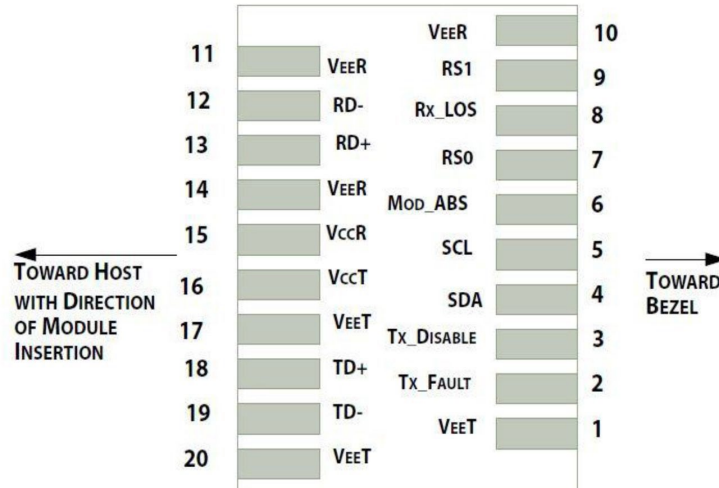 VEER 10
11 VEER
RS1 9
12 RD-
RX_LOS 8
13 RD+
RS0 7
14 VEER
MOD_ABS 6
15 VCCR
SCL 5
16 VCCT
SDA 4
17 VEET
TX_DISABLE 3
18 TD+
TX_FAULT 2
19 TD-
VEET 1
20 VEET
TOWARD HOST
WITH DIRECTION
OF MODULE
INSERTION
TOWARD
BEZEL